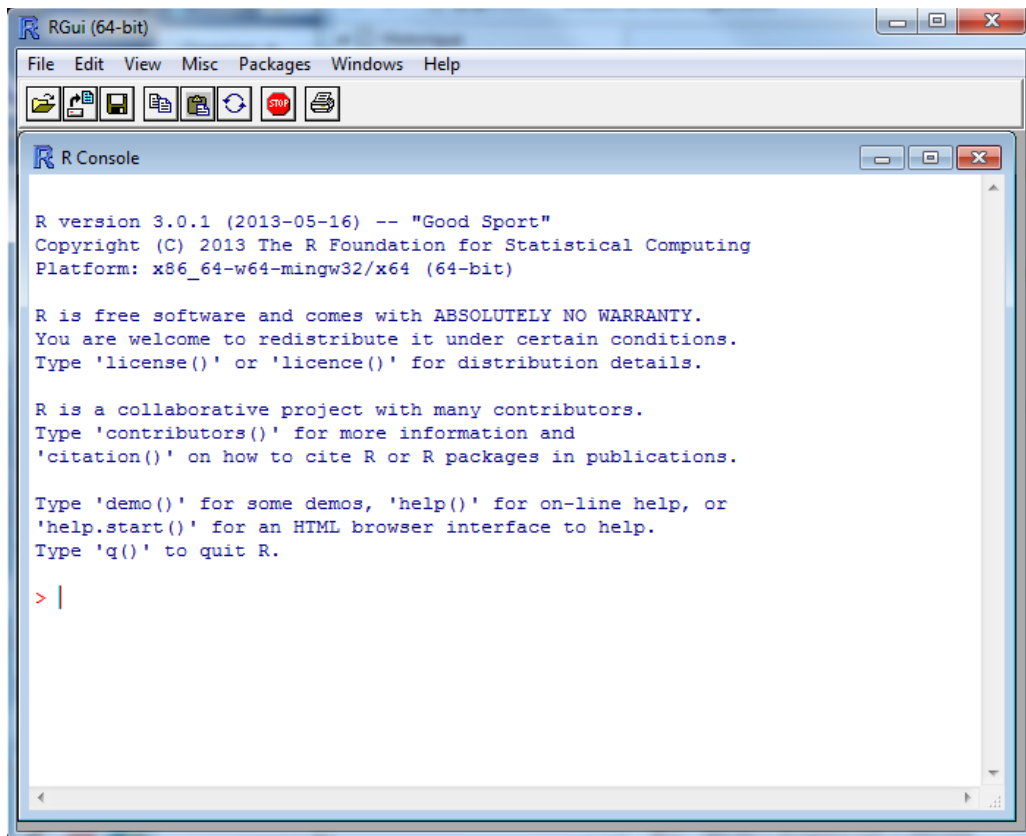 RGui (64-bit)
File Edit View Misc Packages Windows Help
STOP
R Console
R version 3.0.1 (2013-05-16) -- "Good Sport"
Copyright (C) 2013 The R Foundation for Statistical Computing
Platform: x86_64-w64-mingw32/x64 (64-bit)
R is free software and comes with ABSOLUTELY NO WARRANTY.
You are welcome to redistribute it under certain conditions.
Type 'license()' or 'licence()' for distribution details.
R is a collaborative project with many contributors.
Type 'contributors()' for more information and
'citation()' on how to cite R or R packages in publications.
Type 'demo()' for some demos, 'help()' for on-line help, or
'help.start()' for an HTML browser interface to help.
Type 'q()' to quit R.
>